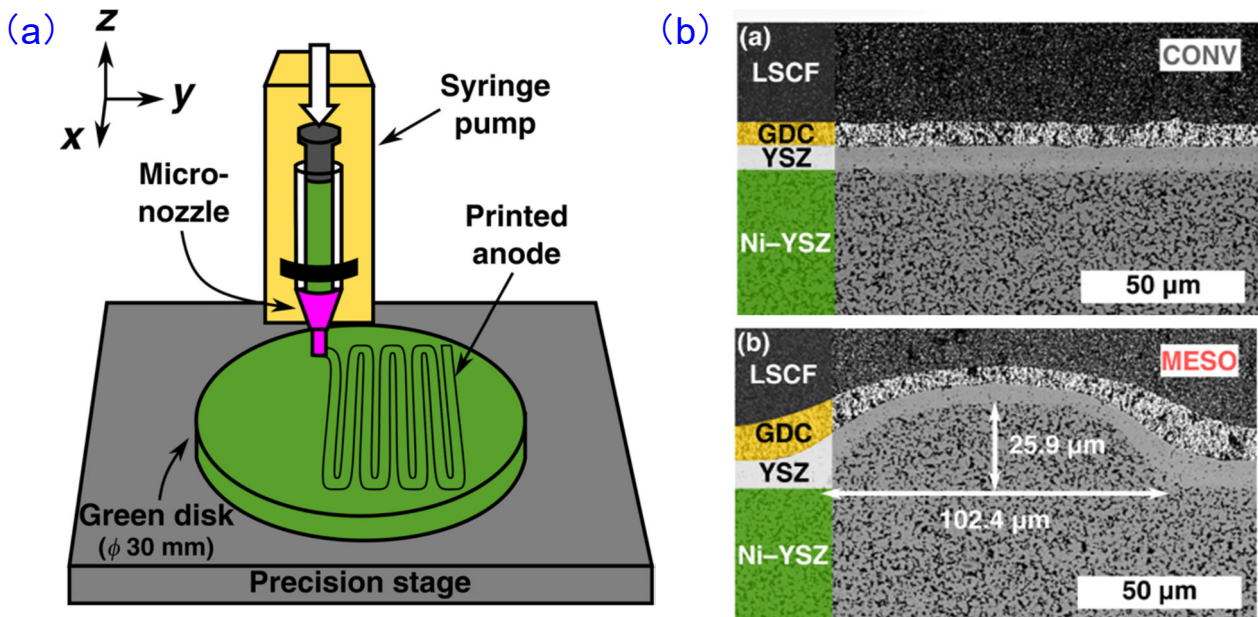 (a)
z
y
x
Syringe
pump
Micro-
nozzle
Printed
anode
Green disk
(ϕ 30 mm)
Precision stage
(b)
(a)
CONV
LSCF
GDC
YSZ
Ni–YSZ
50 µm
(b)
MESO
LSCF
GDC
YSZ
25.9 µm
102.4 µm
Ni–YSZ
50 µm